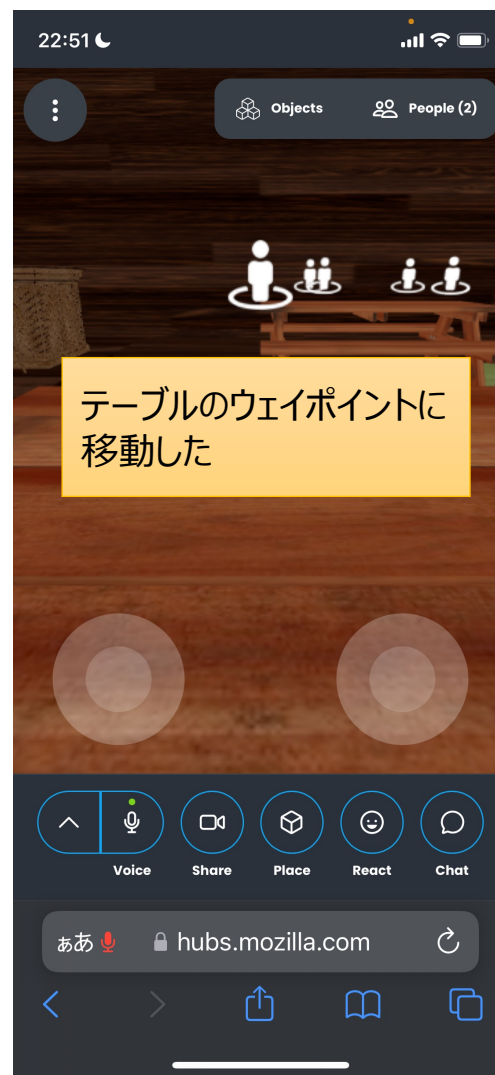 22:51
Objects People (2)
テーブルのウェイポイントに
移動した
Voice Share Place React Chat
ぁあ hubs.mozilla.com